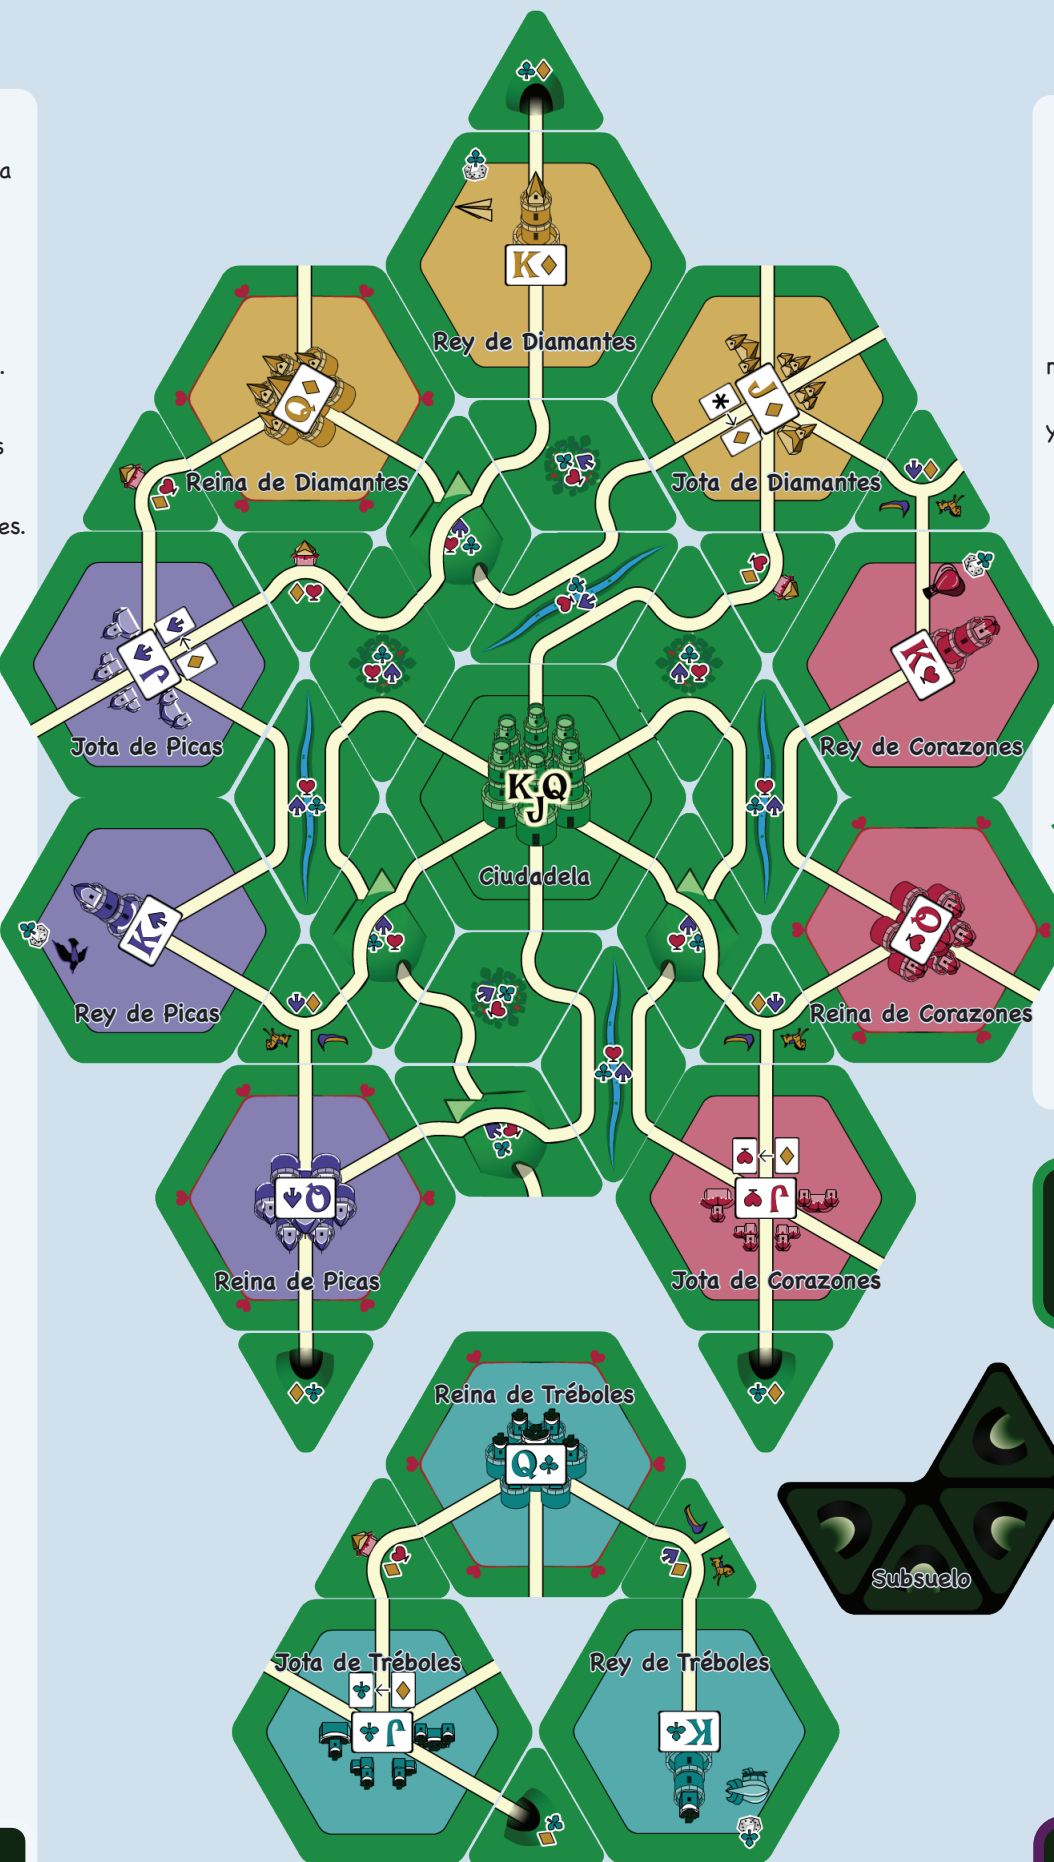 a
K
Rey de Diamantes
.
Q
J
*
n
y
s
Reina de Diamantes
Jota de Diamantes
es.
J
K
Jota de Picas
Rey de Corazones
K Q
J
Ciudadela
K
Q
Rey de Picas
Reina de Corazones
Q
J
Reina de Picas
Jota de Corazones
Reina de Tréboles
Q
Subsuelo
Jota de Tréboles
Rey de Tréboles
J
K